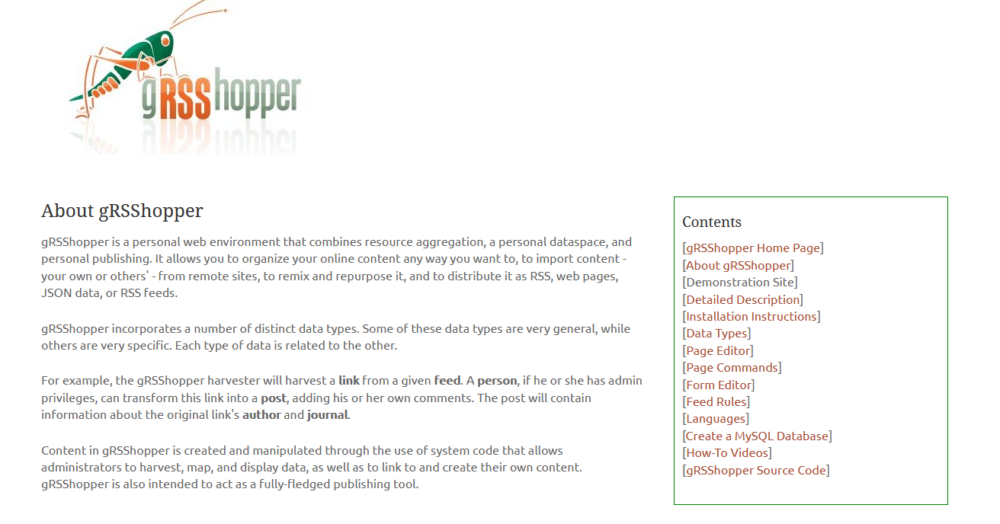 gRSShopper
About gRSShopper
gRSShopper is a personal web environment that combines resource aggregation, a personal dataspace, and
personal publishing. It allows you to organize your online content any way you want to, to import content -
your own or others' - from remote sites, to remix and repurpose it, and to distribute it as RSS, web pages,
JSON data, or RSS feeds.
gRSShopper incorporates a number of distinct data types. Some of these data types are very general, while
others are very specific. Each type of data is related to the other.
For example, the gRSShopper harvester will harvest a link from a given feed. A person, if he or she has admin
privileges, can transform this link into a post, adding his or her own comments. The post will contain
information about the original link's author and journal.
Content in gRSShopper is created and manipulated through the use of system code that allows
administrators to harvest, map, and display data, as well as to link to and create their own content.
gRSShopper is also intended to act as a fully-fledged publishing tool.
Contents
[gRSShopper Home Page]
[About gRSShopper]
[Demonstration Site]
[Detailed Description]
[Installation Instructions]
[Data Types]
[Page Editor]
[Page Commands]
[Form Editor]
[Feed Rules]
[Languages]
[Create a MySQL Database]
[How-To Videos]
[gRSShopper Source Code]